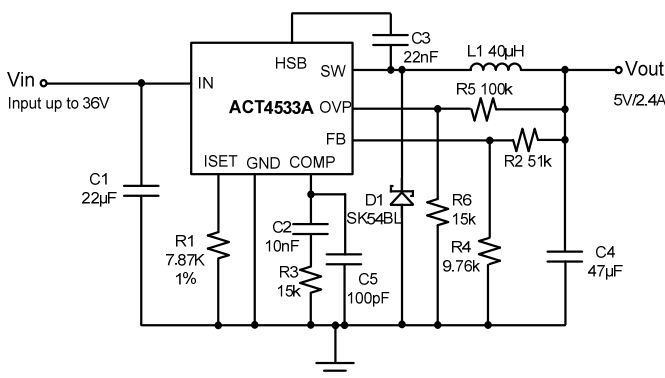 C3
22nF
HSB
L1 40µH
Vin
IN
SW
Vout
Input up to 36V
ACT4533A
OVP
R5 100k
5V/2.4A
FB
R2 51k
ISET
GND
COMP
C1
22µF
R1
7.87K
1%
C2
10nF
R3
15k
C5
100pF
D1
SK54BL
R6
15k
R4
9.76k
C4
47µF